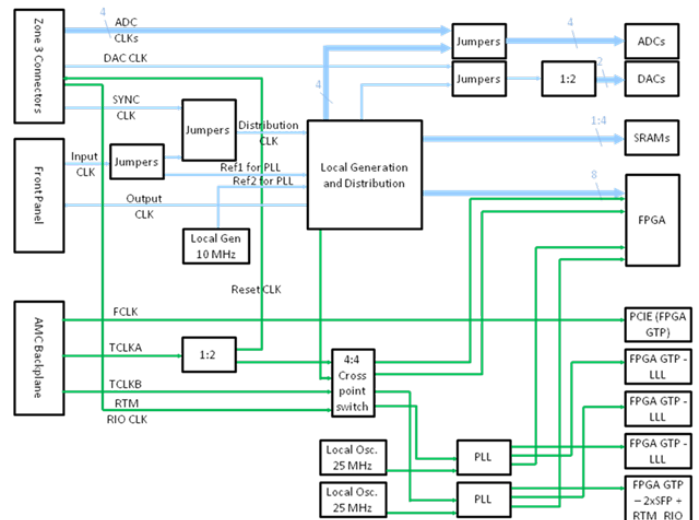 Zone 3
Connectors
4
ADC
CLKs
DAC CLK
SYNC
CLK
Jumpers
Distribution
CLK
4
Jumpers
4
ADCs
Jumpers
1:2
2
DACs
Front Panel
Input
CLK
Jumpers
Ref1 for PLL
Ref2 for PLL
Output
CLK
Local Generation
and Distribution
1:4
SRAMs
8
FPGA
Local Gen
10 MHz
Reset CLK
AMC Backplane
FCLK
PCIE (FPGA
GTP)
TCLKA
1:2
4:4
Cross
point
switch
FPGA GTP -
LLL
TCLKB
RTM
RIO CLK
FPGA GTP -
LLL
Local Osc.
25 MHz
PLL
FPGA GTP -
LLL
Local Osc.
25 MHz
PLL
FPGA GTP
– 2xSFP +
RTM RIO